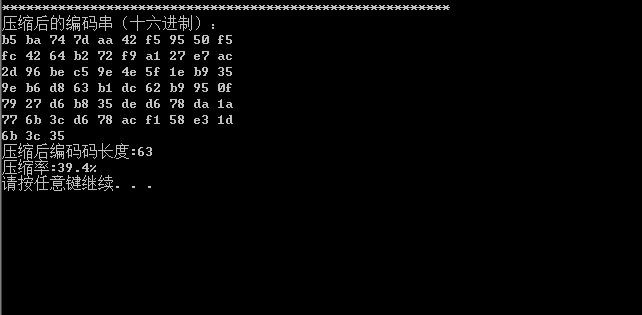 ********************************************************
压缩后的编码串（十六进制）:
b5 ba 74 7d aa 42 f5 95 50 f5
fc 42 64 b2 72 f9 a1 27 e7 ac
2d 96 be c5 9e 4e 5f 1e b9 35
9e b6 d8 63 b1 dc 62 b9 95 0f
79 27 d6 b8 35 de d6 78 da 1a
77 6b 3c d6 78 ac f1 58 e3 1d
6b 3c 35
压缩后编码码长度:63
压缩率:39.4%
请按任意键继续. . .